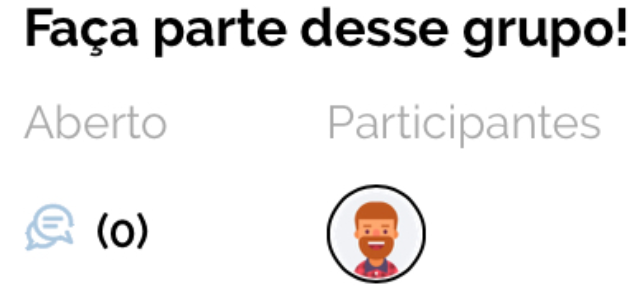 Faça parte desse grupo!
Aberto Participantes
(0)